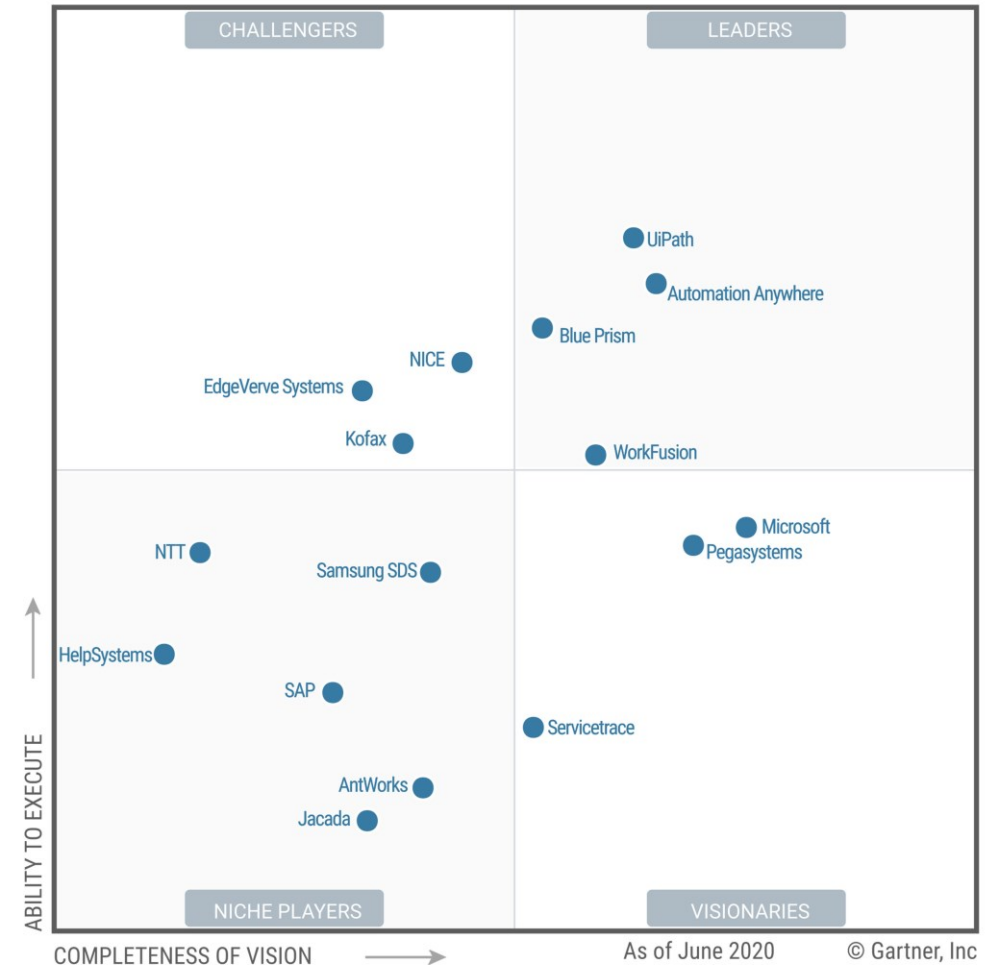 CHALLENGERS
LEADERS
UiPath
Automation Anywhere
Blue Prism
NICE
EdgeVerve Systems
Kofax
WorkFusion
Microsoft
Pegasystems
NTT
Samsung SDS
HelpSystems
SAP
Servicetrace
AntWorks
Jacada
NICHE PLAYERS
VISIONARIES
ABILITY TO EXECUTE
COMPLETENESS OF VISION
As of June 2020
© Gartner, Inc